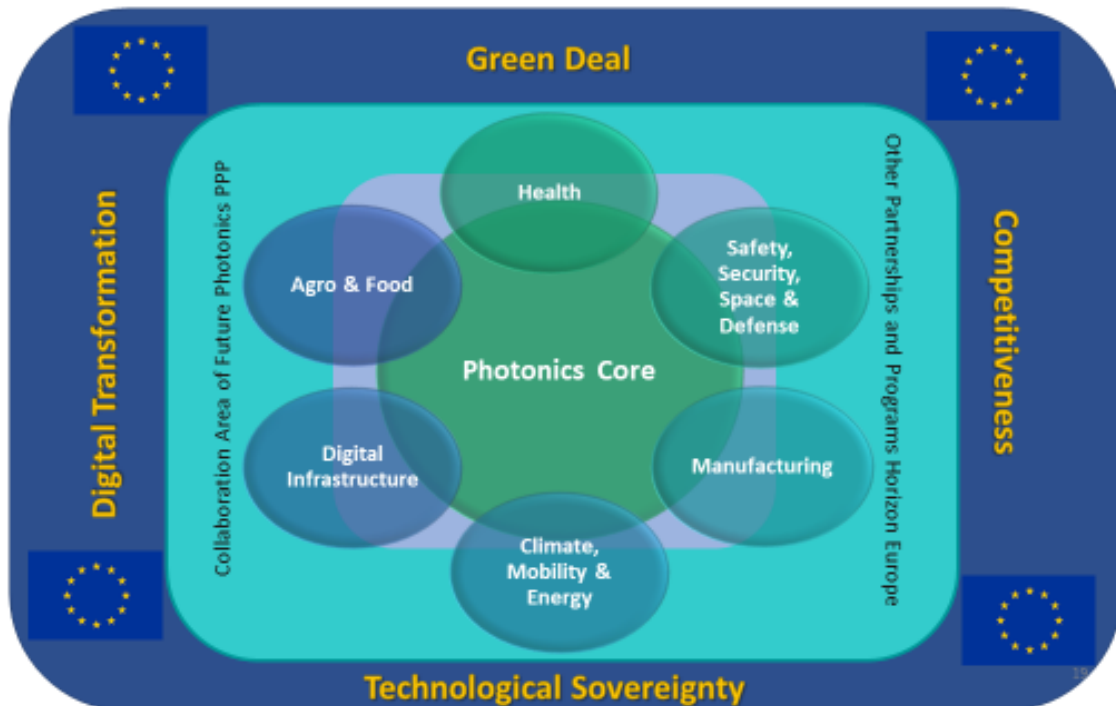 Green Deal
Digital Transformation
Collaboration Area of Future Photonics PPP
Health
Agro & Food
Safety,
Security,
Space &
Defense
Photonics Core
Digital
Infrastructure
Manufacturing
Climate,
Mobility &
Energy
Other Partnerships and Programs Horizon Europe
Competitiveness
Technological Sovereignty
19